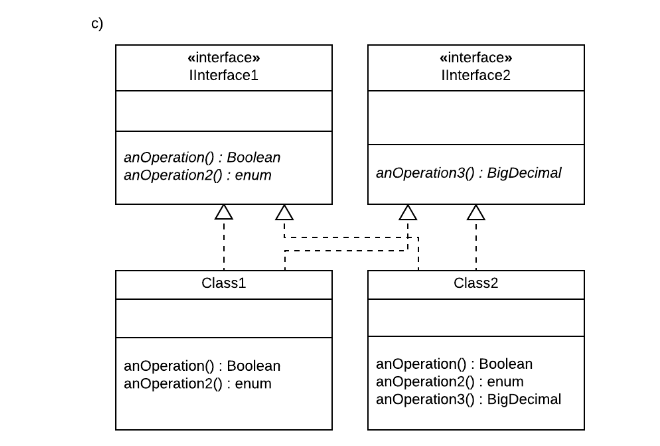 c)
«interface»
IInterface1
anOperation() : Boolean
anOperation2() : enum
«interface»
IInterface2
anOperation3() : BigDecimal
Class1
anOperation() : Boolean
anOperation2() : enum
Class2
anOperation() : Boolean
anOperation2() : enum
anOperation3() : BigDecimal